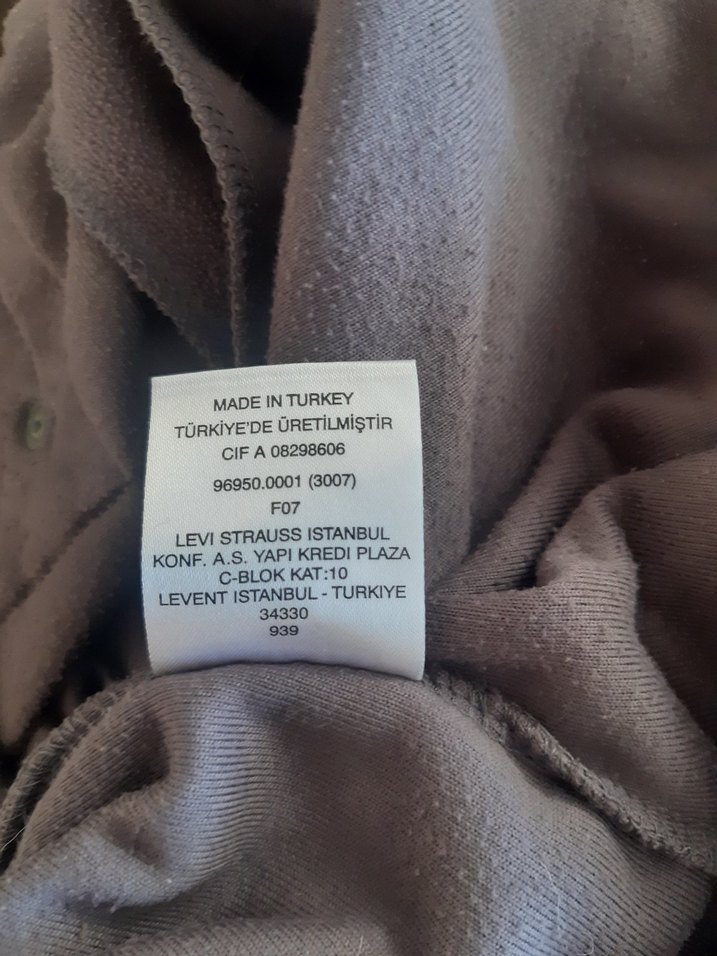 MADE IN TURKEY
TÜRKİYE'DE ÜRETİLMİŞTİR
CIF A 08298606
96950.0001 (3007)
F07
LEVI STRAUSS ISTANBUL
KONF. A.S. YAPI KREDI PLAZA
C-BLOK KAT:10
LEVENT ISTANBUL - TURKIYE
34330
939